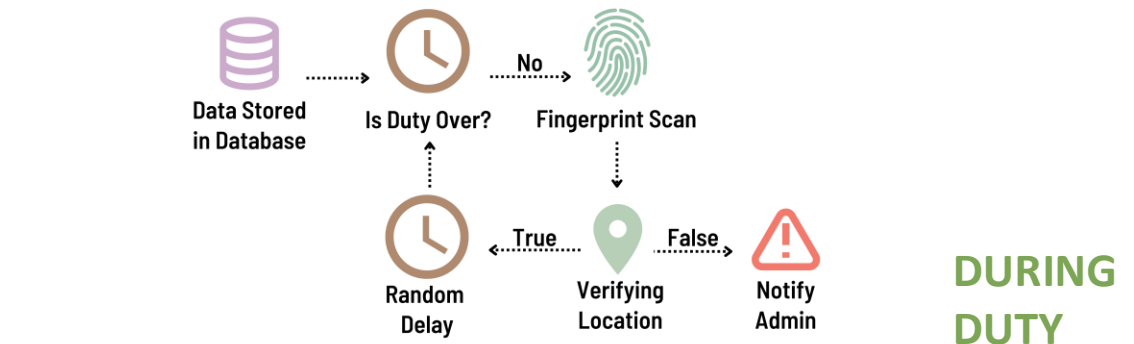 No
Data Stored
in Database
Is Duty Over?
Fingerprint Scan
True
False
Random
Delay
Verifying
Location
Notify
Admin
DURING
DUTY